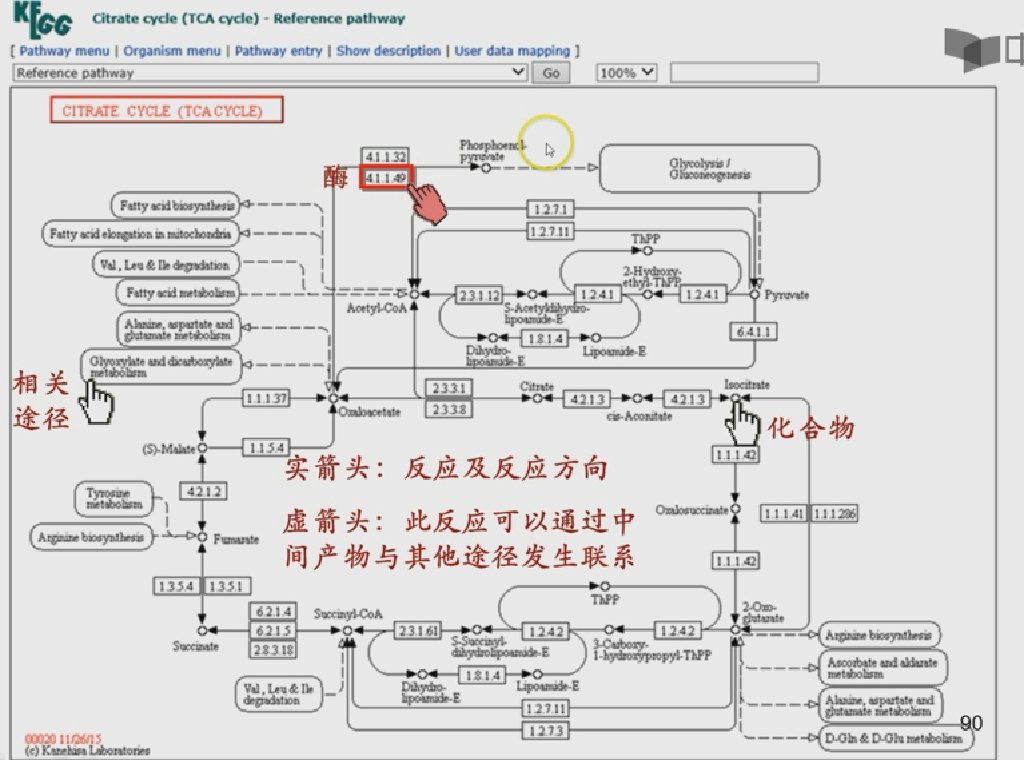 KEGG
Citrate cycle (TCA cycle) - Reference pathway
[ Pathway menu | Organism menu | Pathway entry | Show description | User data mapping ]
Reference pathway
Go
100%
CITRATE CYCLE (TCA CYCLE)
Phosphoenol-
pyruvate
4.1.1.32
酶
4.1.1.49
Glycolysis /
Gluconeogenesis
Fatty acid biosynthesis
1.2.7.1
Fatty acid elongation in mitochondria
1.2.7.11
ThPP
Val, Leu & Ile degradation
2-Hydroxy-
ethyl-ThPP
Fatty acid metabolism
2.3.1.12
1.2.4.1
1.2.4.1
Pyruvate
Acetyl-CoA
S-Acetyldihydro-
lipoamide-E
Alanine, aspartate and
glutamate metabolism
6.4.1.1
1.8.1.4
Dihydro-
lipoamide-E
Lipoamide-E
Glyoxylate and dicarboxylate
metabolism
相关
途径
1.1.1.37
Oxaloacetate
2.3.3.1
2.3.3.8
Citrate
4.2.1.3
cis-Aconitate
4.2.1.3
Isocitrate
化合物
(S)-Malate
1.1.5.4
1.1.1.42
实箭头：反应及反应方向
4.2.1.2
Tyrosine
metabolism
Oxalosuccinate
1.1.1.41
1.1.1.286
虚箭头：此反应可以通过中
间产物与其他途径发生联系
Arginine biosynthesis
Fumarate
1.1.1.42
1.3.5.4
1.3.5.1
ThPP
2-Oxo-
glutarate
6.2.1.4
6.2.1.5
2.8.3.18
Succinyl-CoA
Succinate
2.3.1.61
S-Succinyl-
dihydrolipoamide-E
1.2.4.2
3-Carboxy-
1-hydroxypropyl-ThPP
1.2.4.2
Arginine biosynthesis
1.8.1.4
Dihydro-
lipoamide-E
Lipoamide-E
Ascorbate and aldarate
metabolism
Val, Leu & Ile
degradation
1.2.7.11
Alanine, aspartate and
glutamate metabolism
1.2.7.3
D-Gln & D-Glu metabolism
90
00020 11/26/15
(c) Kanehisa Laboratories